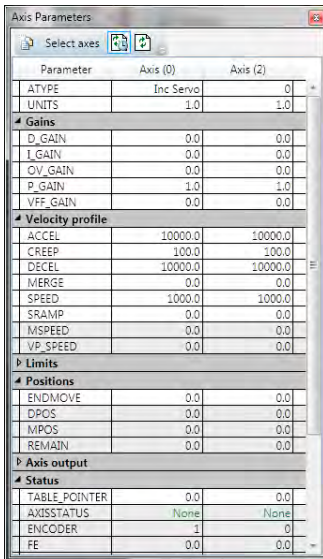 Axis Parameters
Select axes
Parameter Axis (0) Axis (2)
ATYPE Inc Servo 0
UNITS 1.0 1.0
Gains
D_GAIN 0.0 0.0
I_GAIN 0.0 0.0
OV_GAIN 0.0 0.0
P_GAIN 1.0 1.0
VFF_GAIN 0.0 0.0
Velocity profile
ACCEL 10000.0 10000.0
CREEP 100.0 100.0
DECEL 10000.0 10000.0
MERGE 0.0 0.0
SPEED 1000.0 1000.0
SRAMP 0.0 0.0
MSPEED 0.0 0.0
VP_SPEED 0.0 0.0
Limits
Positions
ENDMOVE 0.0 0.0
DPOS 0.0 0.0
MPOS 0.0 0.0
REMAIN 0.0 0.0
Axis output
Status
TABLE_POINTER 0.0 0.0
AXISSTATUS None None
ENCODER 1 0
FE 0.0 0.0